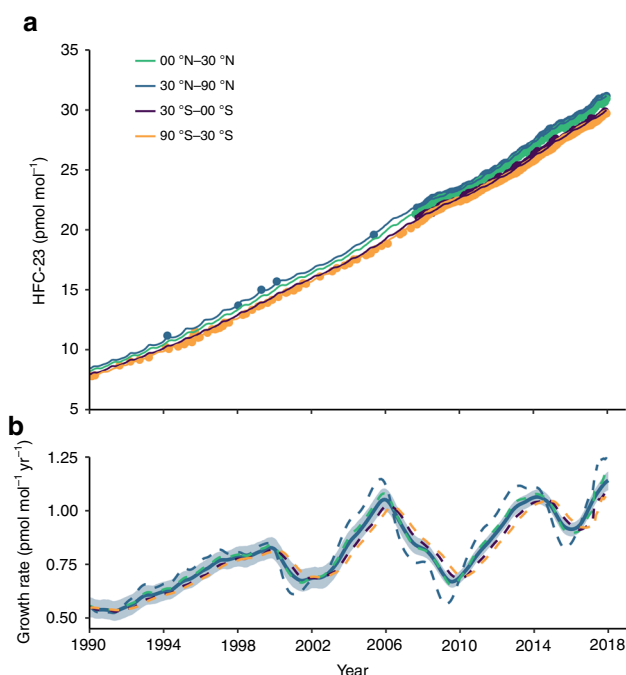 a
35
30
25
20
15
10
5
HFC-23 (pmol mol⁻¹)
00 °N–30 °N
30 °N–90 °N
30 °S–00 °S
90 °S–30 °S
b
1.25
1.00
0.75
0.50
Growth rate (pmol mol⁻¹ yr⁻¹)
1990 1994 1998 2002 2006 2010 2014 2018
Year